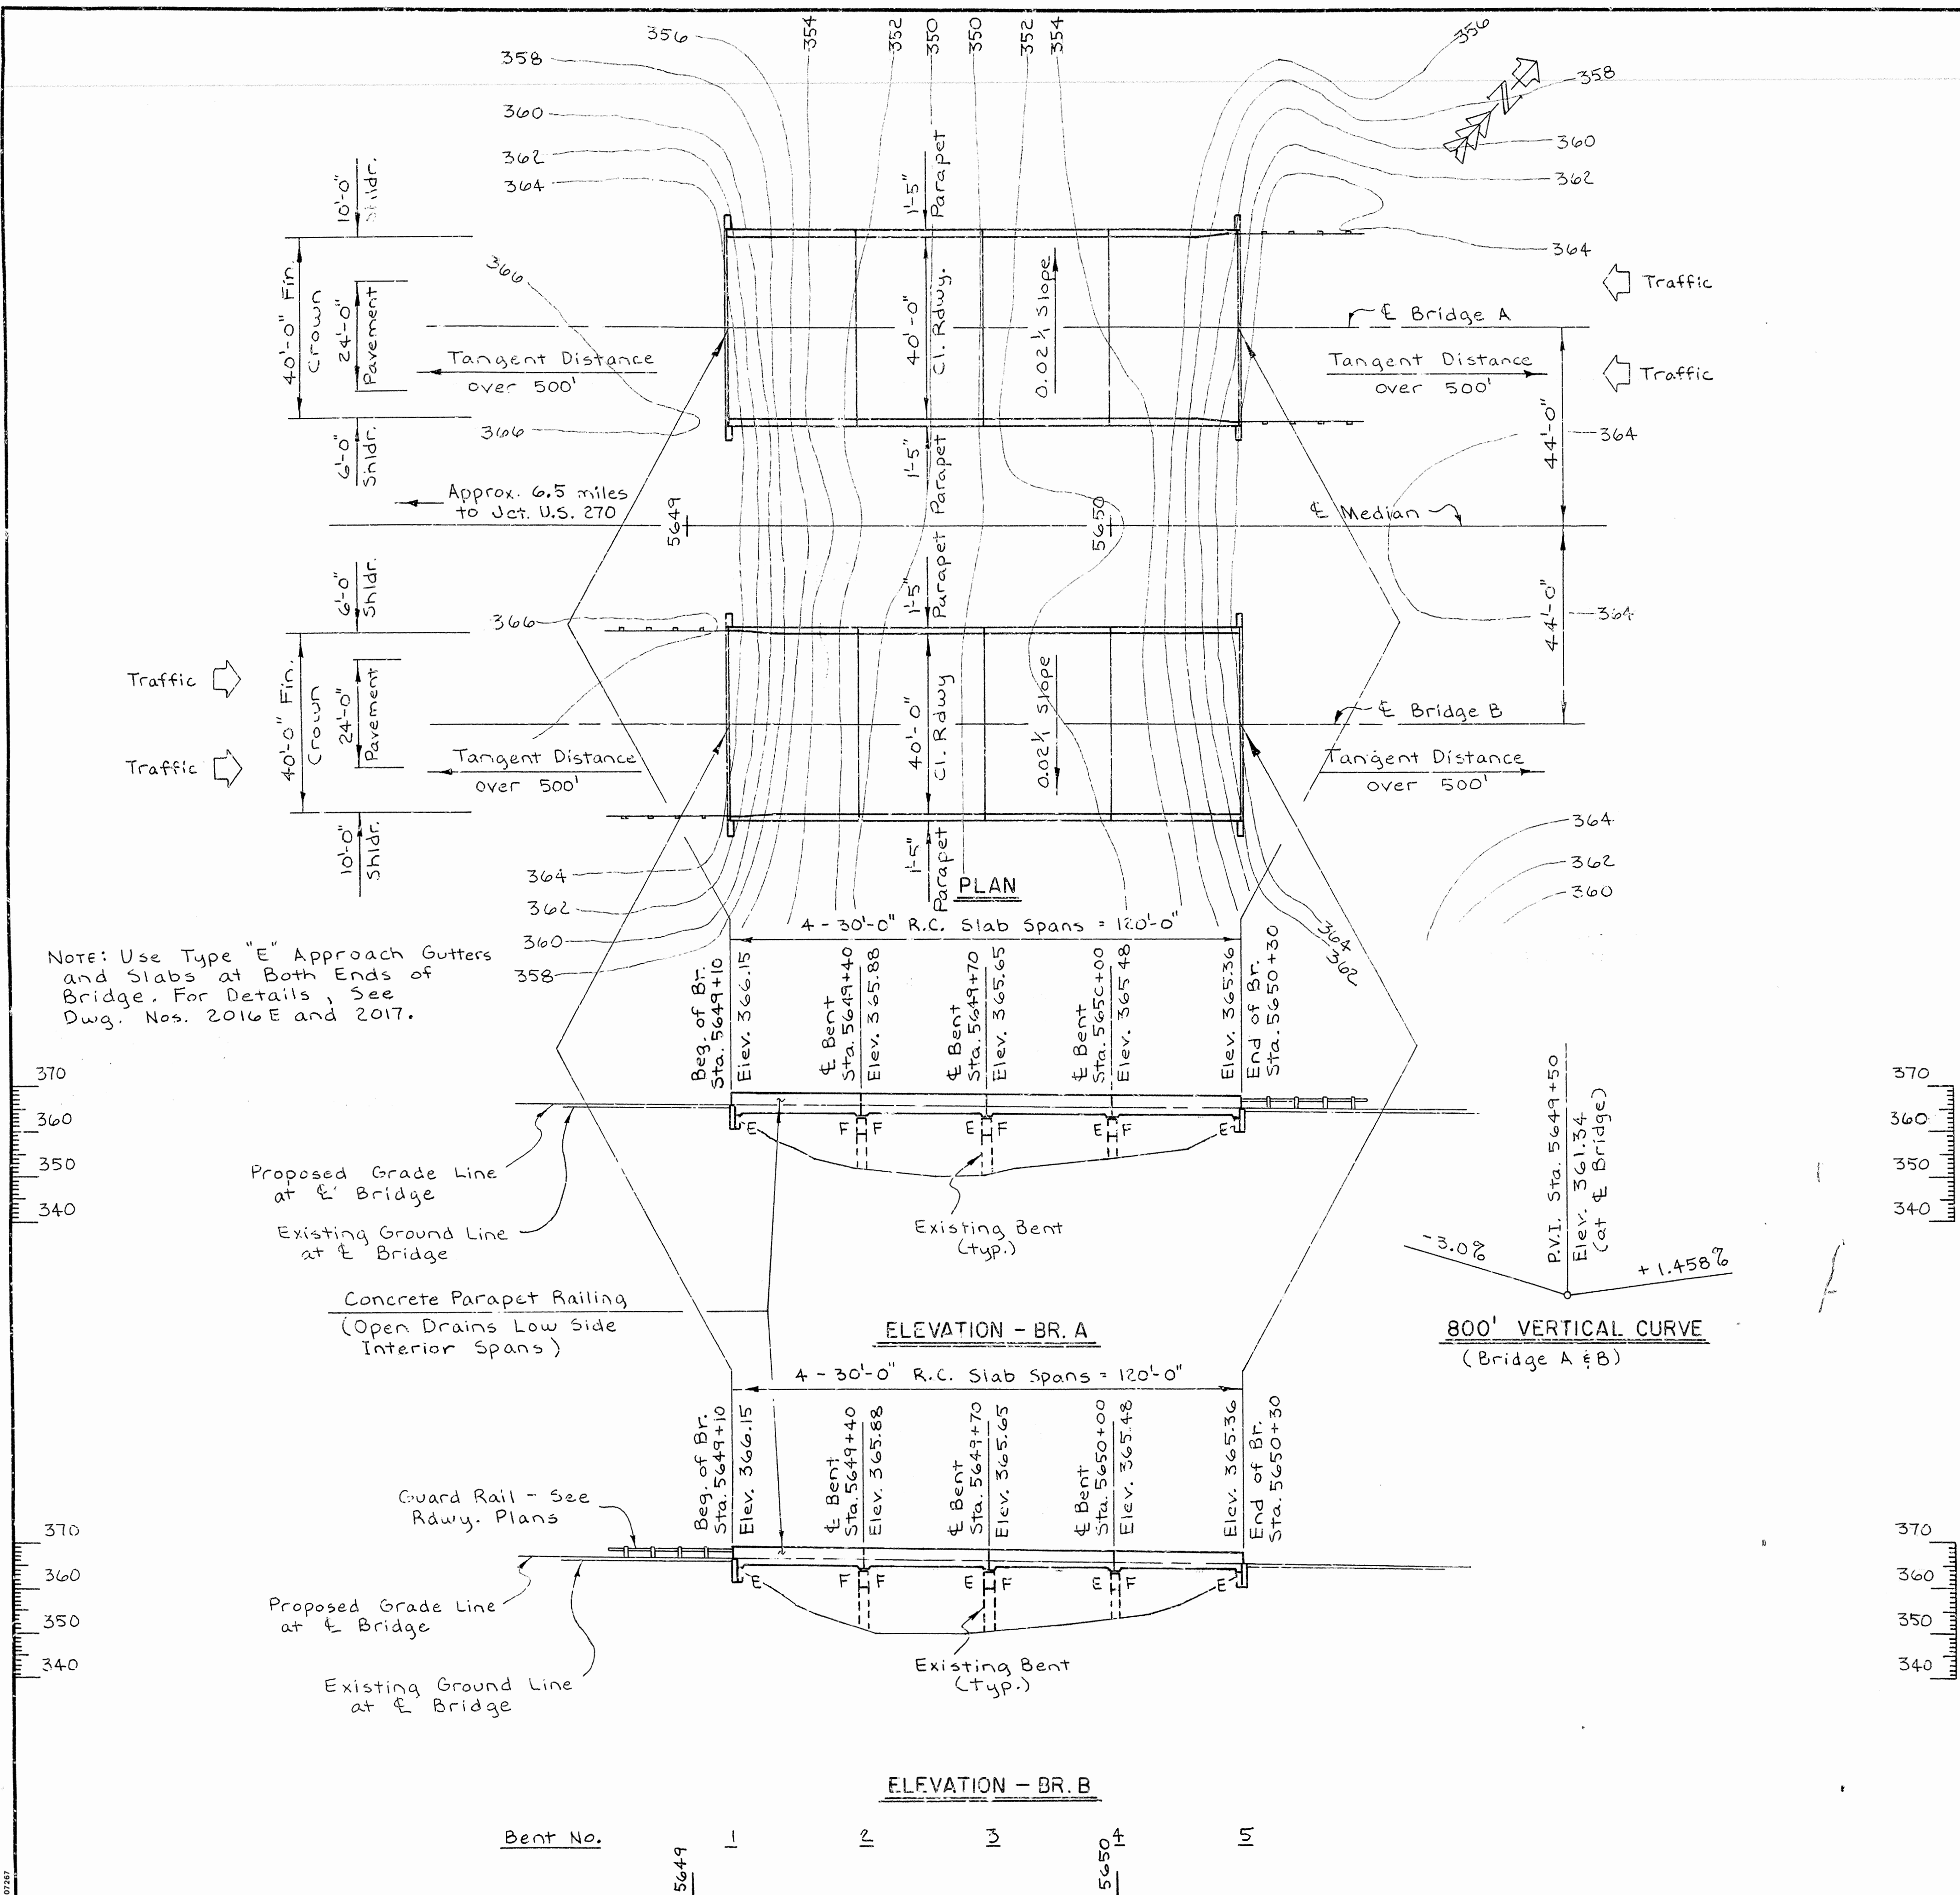 356
354
352
350
350
352
354
356
358
358
360
360
362
362
364
364
10'-0"
Shldr.
1'-5"
Parapet
366
40'-0" Fin.
Crown
24'-0"
Pavement
40'-0"
Cl. Rdwy.
0.02 1/1 Slope
Traffic
℄ Bridge A
Tangent Distance
over 500'
Tangent Distance
over 500'
Traffic
366
6'-0"
Shldr.
1'-5"
Parapet
44'-0"
364
Approx. 6.5 miles
to Jct. U.S. 270
5649
5650
℄ Median
6'-0"
Shldr.
1'-5"
Parapet
44'-0"
364
366
Traffic
40'-0" Fin.
Crown
24'-0"
Pavement
40'-0"
Cl. Rdwy
0.02 1/1 Slope
℄ Bridge B
Traffic
Tangent Distance
over 500'
Tangent Distance
over 500'
10'-0"
Shldr.
1'-5"
Parapet
364
362
360
364
362
360
358
PLAN
4 - 30'-0" R.C. Slab Spans = 120'-0"
364
362
NOTE: Use Type "E" Approach Gutters
and Slabs at Both Ends of
Bridge. For Details, See
Dwg. Nos. 2016E and 2017.
Beg. of Br.
Sta. 5649+10
Elev. 366.15
℄ Bent
Sta. 5649+40
Elev. 365.88
℄ Bent
Sta. 5649+70
Elev. 365.65
℄ Bent
Sta. 5650+00
Elev. 365.48
Elev. 365.36
End of Br.
Sta. 5650+30
370
360
350
340
370
360
350
340
E
F F
E F
E F
E
Proposed Grade Line
at ℄ Bridge
Existing Ground Line
at ℄ Bridge
Existing Bent
(typ.)
P.V.I. Sta. 5649+50
Elev. 361.34
(at ℄ Bridge)
-3.0%
+1.458%
Concrete Parapet Railing
(Open Drains Low Side
Interior Spans)
ELEVATION - BR. A
800' VERTICAL CURVE
(Bridge A & B)
4 - 30'-0" R.C. Slab Spans = 120'-0"
Beg. of Br.
Sta. 5649+10
Elev. 366.15
℄ Bent
Sta. 5649+40
Elev. 365.88
℄ Bent
Sta. 5649+70
Elev. 365.65
℄ Bent
Sta. 5650+00
Elev. 365.48
Elev. 365.36
End of Br.
Sta. 5650+30
Guard Rail - See
Rdwy. Plans
370
360
350
340
370
360
350
340
E
F F
E F
E F
E
Proposed Grade Line
at ℄ Bridge
Existing Ground Line
at ℄ Bridge
Existing Bent
(typ.)
ELEVATION - BR. B
Bent No. 1 2 3 4 5
5649
5650
07267